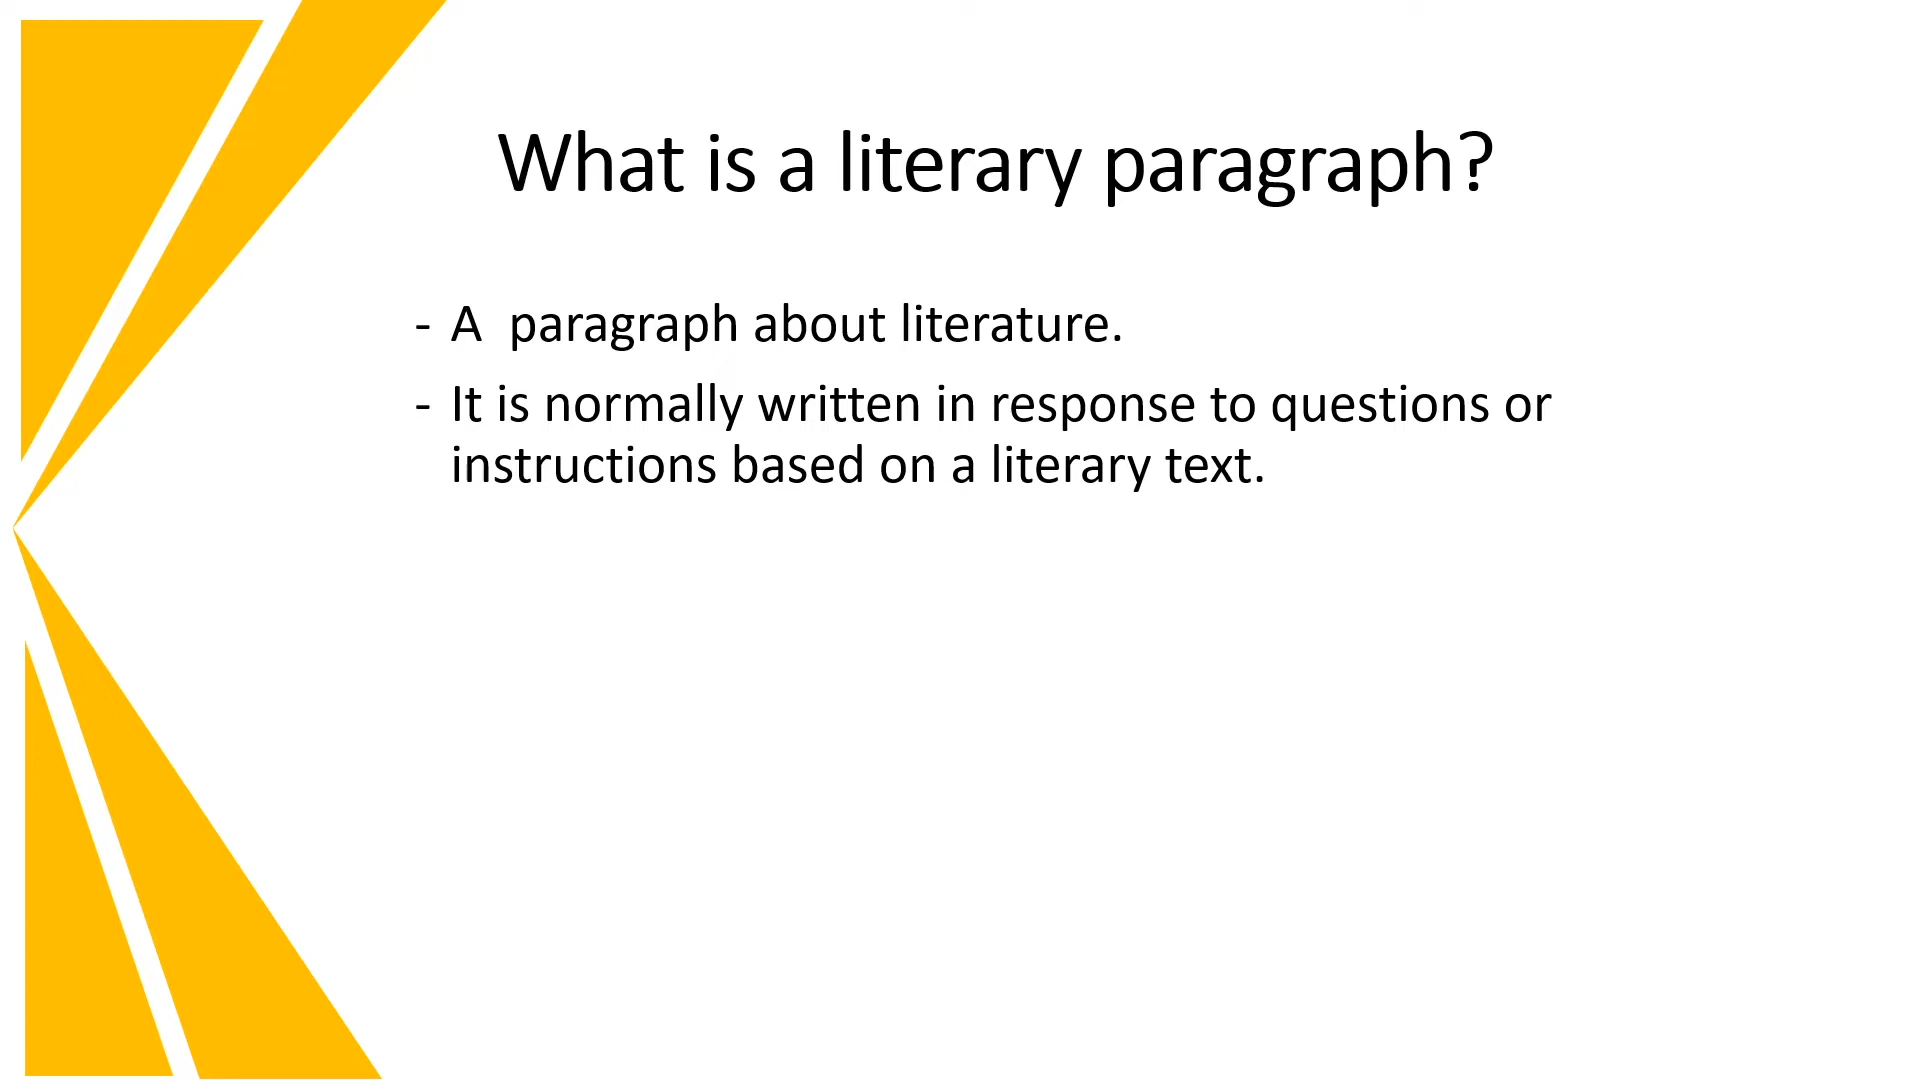 What is a literary paragraph?
- A  paragraph about literature.
- It is normally written in response to questions or
instructions based on a literary text.